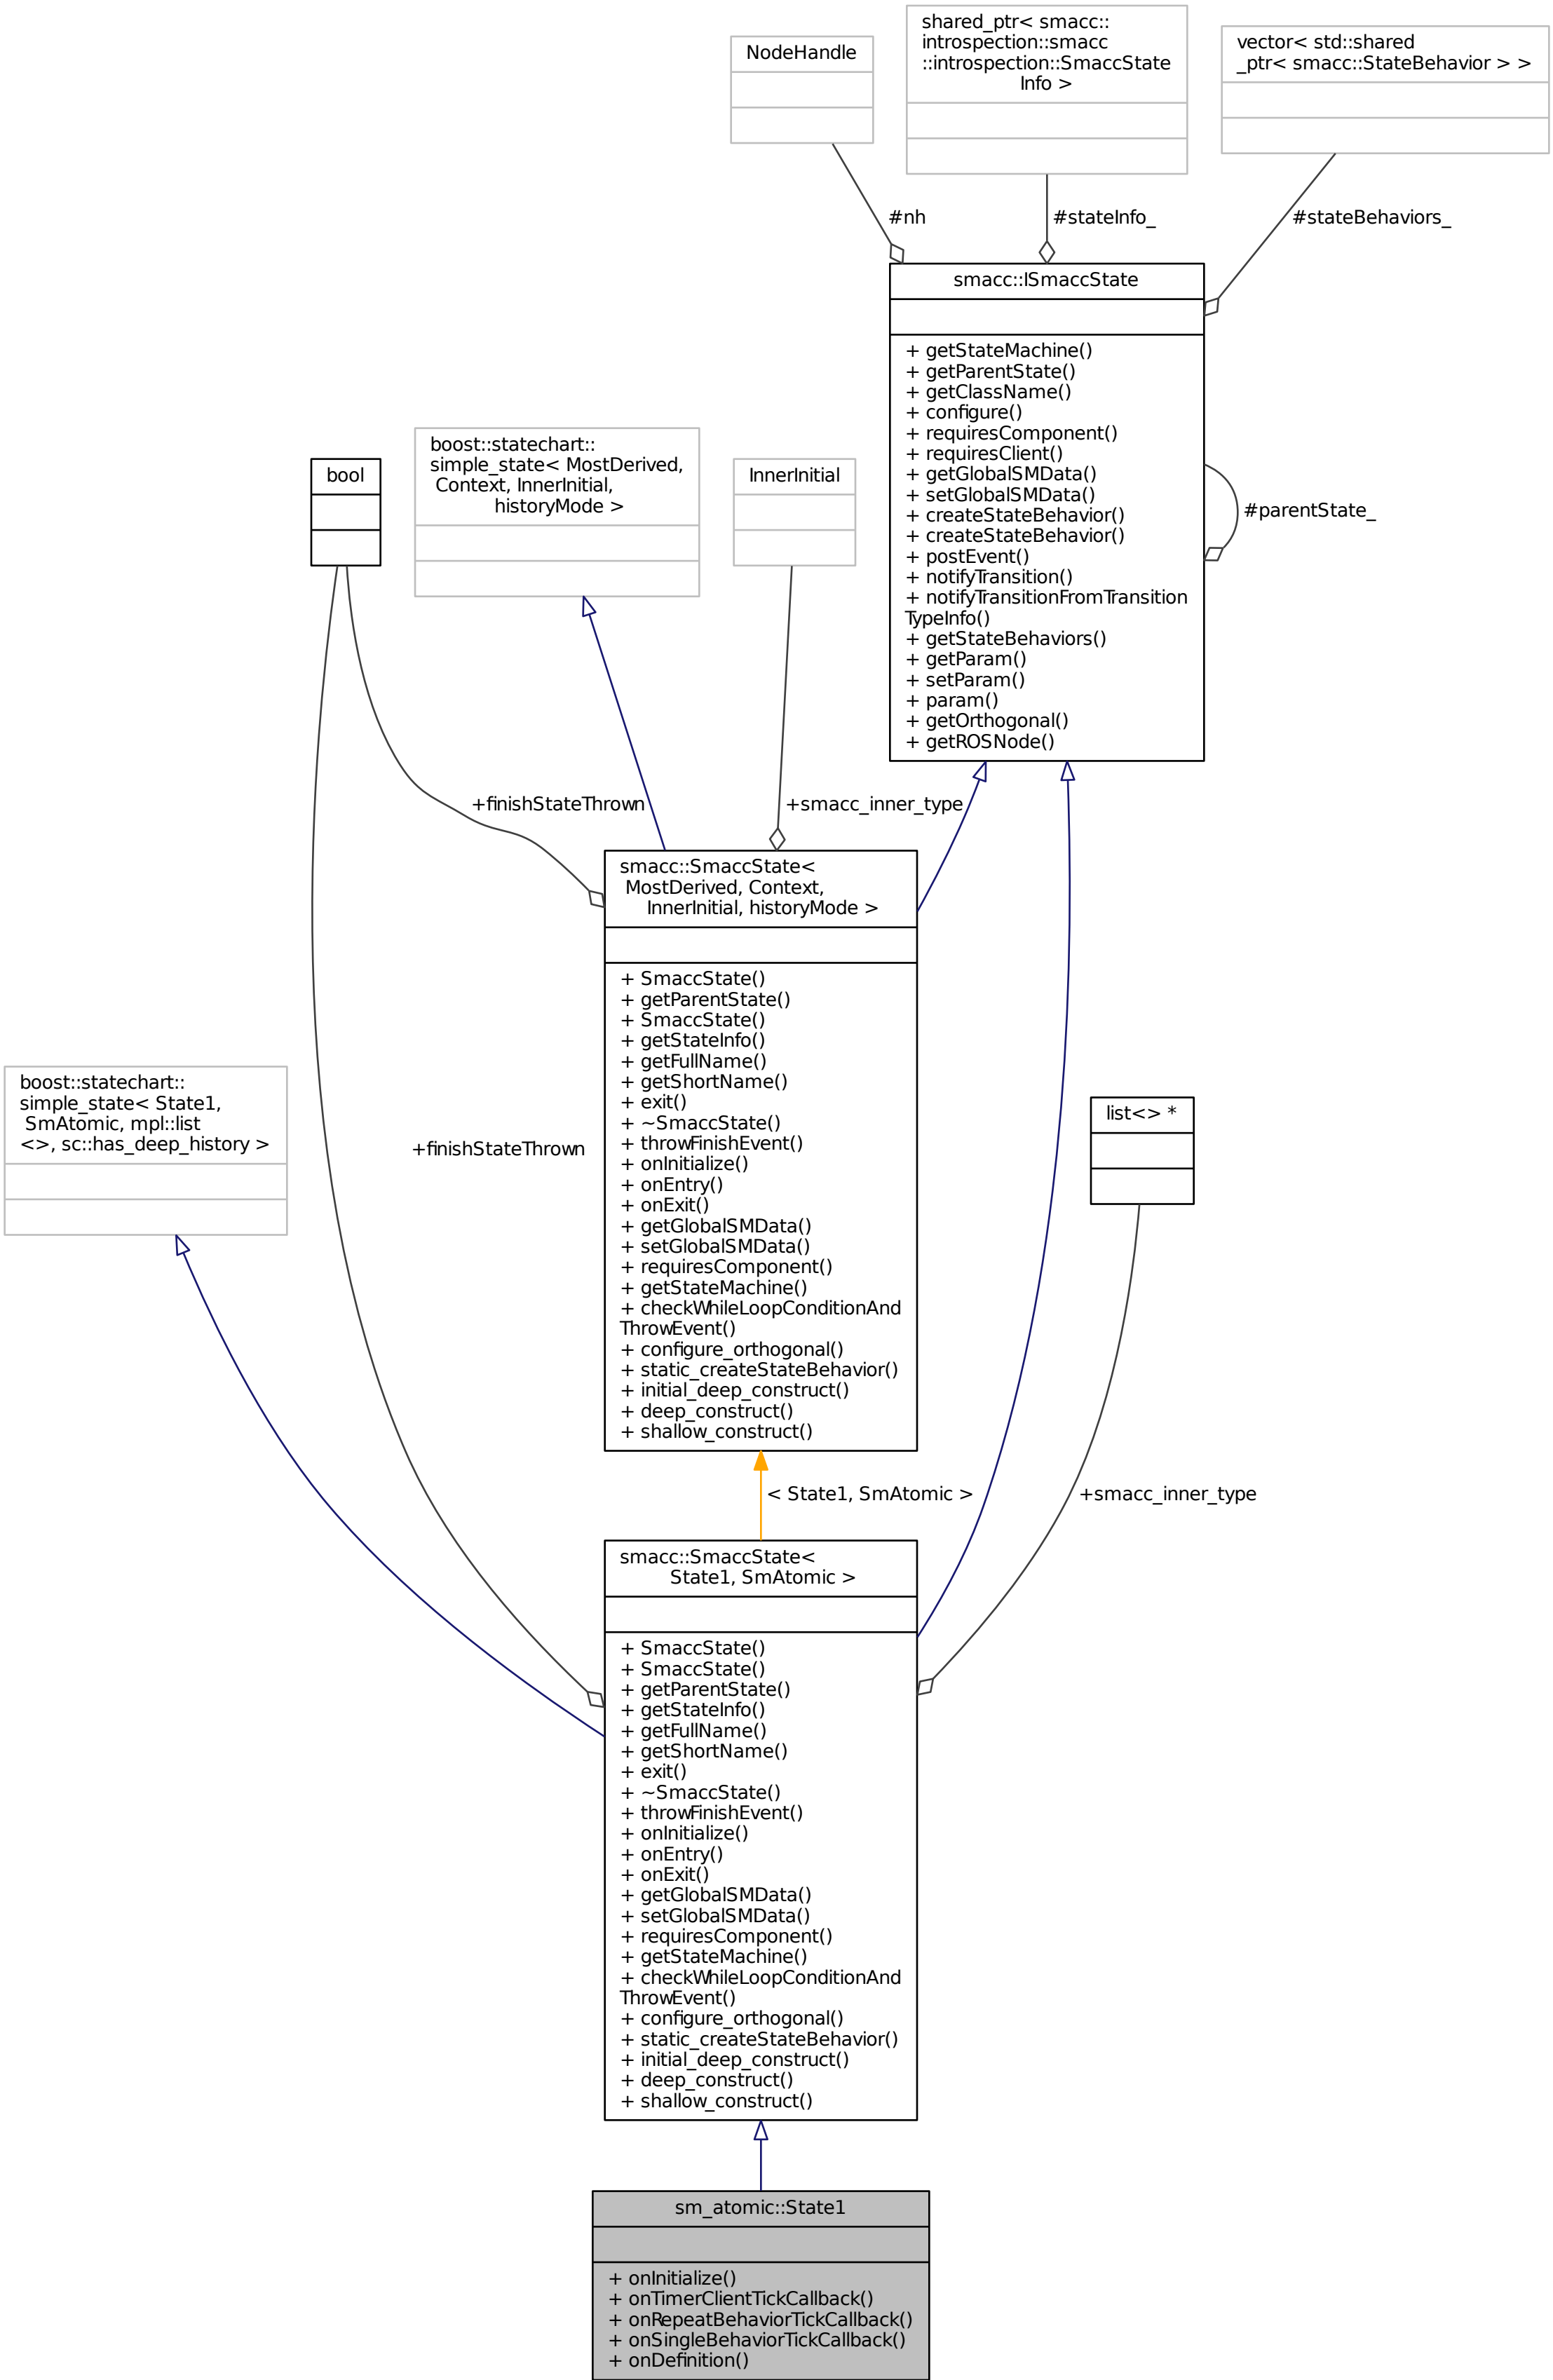 shared_ptr< smacc::
introspection::smacc
::introspection::SmaccState
Info >
NodeHandle
vector< std::shared
_ptr< smacc::StateBehavior > >
#nh
#stateInfo_
#stateBehaviors_
smacc::ISmaccState
+ getStateMachine()
+ getParentState()
+ getClassName()
+ configure()
+ requiresComponent()
+ requiresClient()
+ getGlobalSMData()
+ setGlobalSMData()
+ createStateBehavior()
+ createStateBehavior()
+ postEvent()
+ notifyTransition()
+ notifyTransitionFromTransition
TypeInfo()
+ getStateBehaviors()
+ getParam()
+ setParam()
+ param()
+ getOrthogonal()
+ getROSNode()
#parentState_
bool
boost::statechart::
simple_state< MostDerived,
Context, InnerInitial,
historyMode >
InnerInitial
+finishStateThrown
+smacc_inner_type
smacc::SmaccState<
MostDerived, Context,
InnerInitial, historyMode >
+ SmaccState()
+ getParentState()
+ SmaccState()
+ getStateInfo()
+ getFullName()
+ getShortName()
+ exit()
+ ~SmaccState()
+ throwFinishEvent()
+ onInitialize()
+ onEntry()
+ onExit()
+ getGlobalSMData()
+ setGlobalSMData()
+ requiresComponent()
+ getStateMachine()
+ checkWhileLoopConditionAnd
ThrowEvent()
+ configure_orthogonal()
+ static_createStateBehavior()
+ initial_deep_construct()
+ deep_construct()
+ shallow_construct()
boost::statechart::
simple_state< State1,
SmAtomic, mpl::list
<>, sc::has_deep_history >
+finishStateThrown
list<> *
< State1, SmAtomic >
+smacc_inner_type
smacc::SmaccState<
State1, SmAtomic >
+ SmaccState()
+ SmaccState()
+ getParentState()
+ getStateInfo()
+ getFullName()
+ getShortName()
+ exit()
+ ~SmaccState()
+ throwFinishEvent()
+ onInitialize()
+ onEntry()
+ onExit()
+ getGlobalSMData()
+ setGlobalSMData()
+ requiresComponent()
+ getStateMachine()
+ checkWhileLoopConditionAnd
ThrowEvent()
+ configure_orthogonal()
+ static_createStateBehavior()
+ initial_deep_construct()
+ deep_construct()
+ shallow_construct()
sm_atomic::State1
+ onInitialize()
+ onTimerClientTickCallback()
+ onRepeatBehaviorTickCallback()
+ onSingleBehaviorTickCallback()
+ onDefinition()